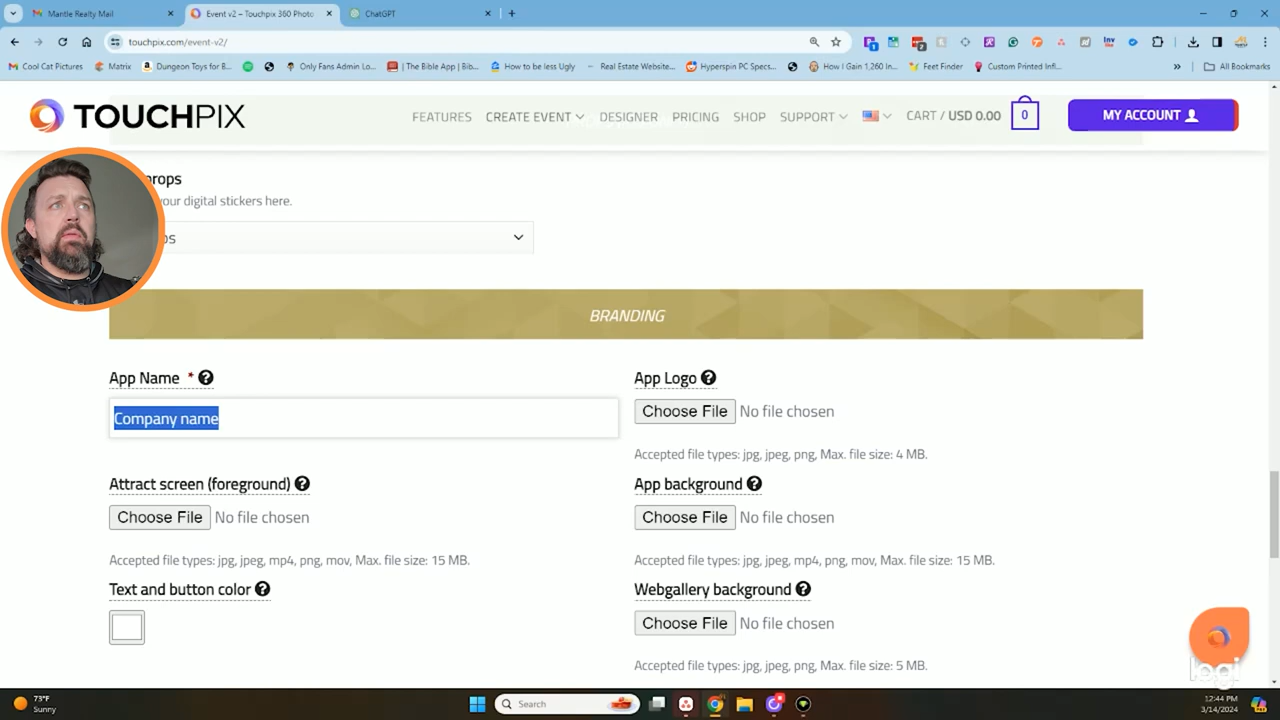 Mantle Realty Mail
Event v2 – Touchpix 360 Photo
ChatGPT
touchpix.com/event-v2/
Cool Cat Pictures
Matrix
Dungeon Toys for B...
Only Fans Admin Lo...
The Bible App | Bib...
How to be less Ugly
Real Estate Website...
Hyperspin PC Specs...
How I Gain 1,260 In...
Feet Finder
Custom Printed Infl...
All Bookmarks
TOUCHPIX
FEATURES
CREATE EVENT
DESIGNER
PRICING
SHOP
SUPPORT
CART / USD 0.00
0
MY ACCOUNT
props
your digital stickers here.
BRANDING
App Name *
App Logo
Company name
Choose File No file chosen
Accepted file types: jpg, jpeg, png, Max. file size: 4 MB.
Attract screen (foreground)
App background
Choose File No file chosen
Choose File No file chosen
Accepted file types: jpg, jpeg, mp4, png, mov, Max. file size: 15 MB.
Accepted file types: jpg, jpeg, mp4, png, mov, Max. file size: 15 MB.
Text and button color
Webgallery background
Choose File No file chosen
Accepted file types: jpg, jpeg, png, Max. file size: 5 MB.
logi
73°F
Sunny
Search
12:44 PM
3/14/2024